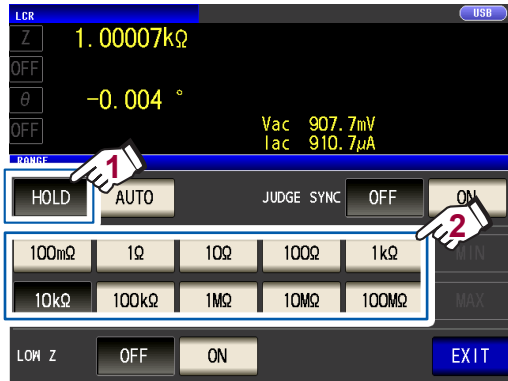 LCR USB
Z 1.00007kΩ
OFF
θ -0.004 °
OFF Vac 907.7mV
Iac 910.7μA
RANGE
1
HOLD AUTO JUDGE SYNC OFF ON
2
100mΩ 1Ω 10Ω 100Ω 1kΩ MIN
10kΩ 100kΩ 1MΩ 10MΩ 100MΩ MAX
LOW Z OFF ON EXIT